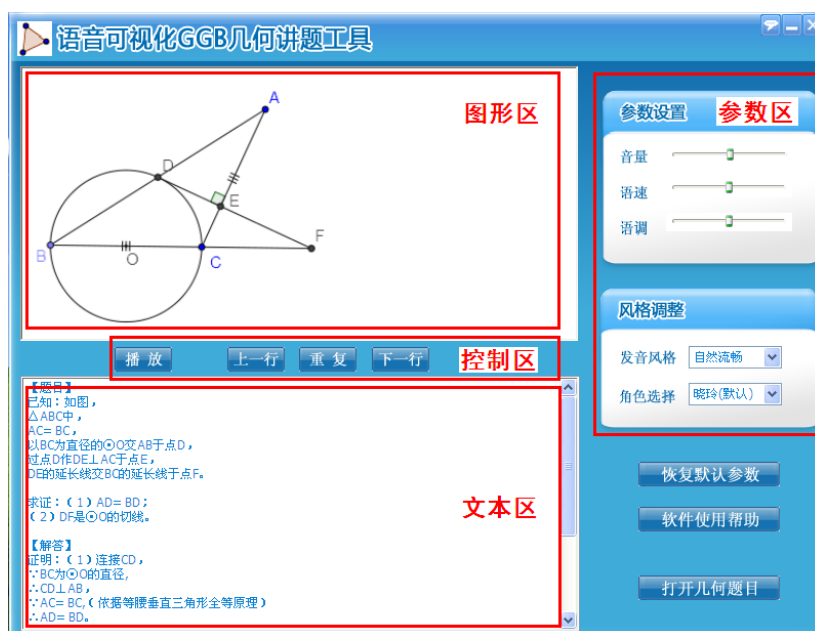 语音可视化GGB几何讲题工具
A
D
E
F
B
O
C
图形区
参数设置 参数区
音量
语速
语调
风格调整
发音风格 自然流畅
角色选择 晓玲(默认)
播放 上一行 重复 下一行 控制区
【题目】
已知:如图,
△ABC中,
AC= BC,
以BC为直径的⊙O交AB于点D,
过点D作DE⊥AC于点E,
DE的延长线交BC的延长线于点F。
求证:(1)AD= BD;
(2)DF是⊙O的切线。
【解答】
证明:(1)连接CD,
∵BC为⊙O的直径,
∴CD⊥AB,
∵AC= BC,(依据等腰垂直三角形全等原理)
∴AD= BD。
文本区
恢复默认参数
软件使用帮助
打开几何题目